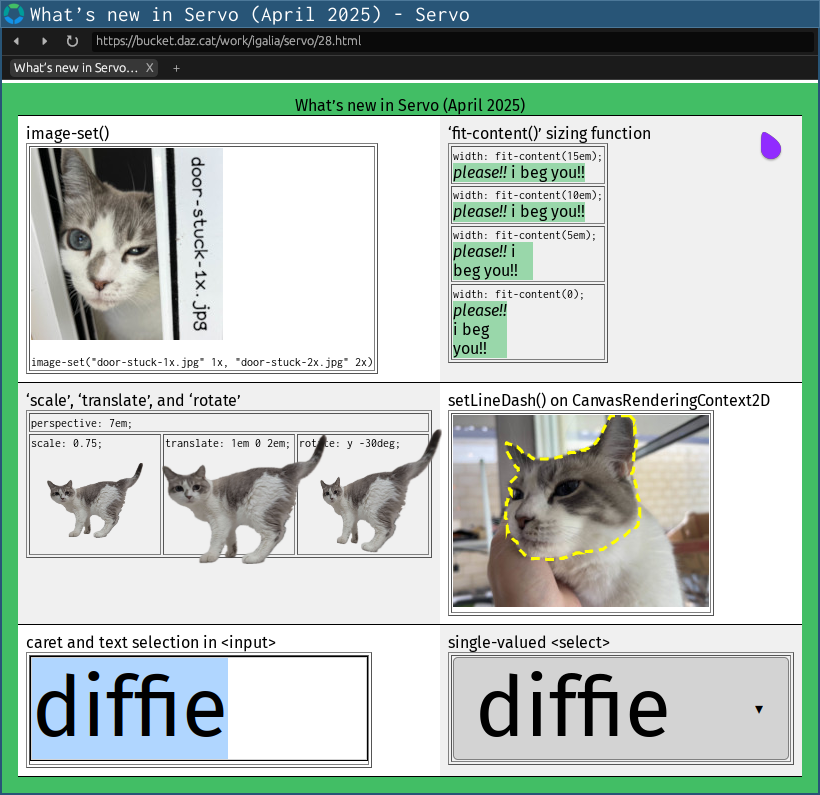 What's new in Servo (April 2025) - Servo
https://bucket.daz.cat/work/igalia/servo/28.html
What's new in Servo... X +
What's new in Servo (April 2025)
image-set()
door-stuck-1x.jpg
image-set("door-stuck-1x.jpg" 1x, "door-stuck-2x.jpg" 2x)
‘fit-content()’ sizing function
width: fit-content(15em);
please!! i beg you!!
width: fit-content(10em);
please!! i beg you!!
width: fit-content(5em);
please!! i
beg you!!
width: fit-content(0);
please!!
i beg
you!!
‘scale’, ‘translate’, and ‘rotate’
perspective: 7em;
scale: 0.75;
translate: 1em 0 2em;
rotate: y -30deg;
setLineDash() on CanvasRenderingContext2D
caret and text selection in <input>
diffie
single-valued <select>
diffie